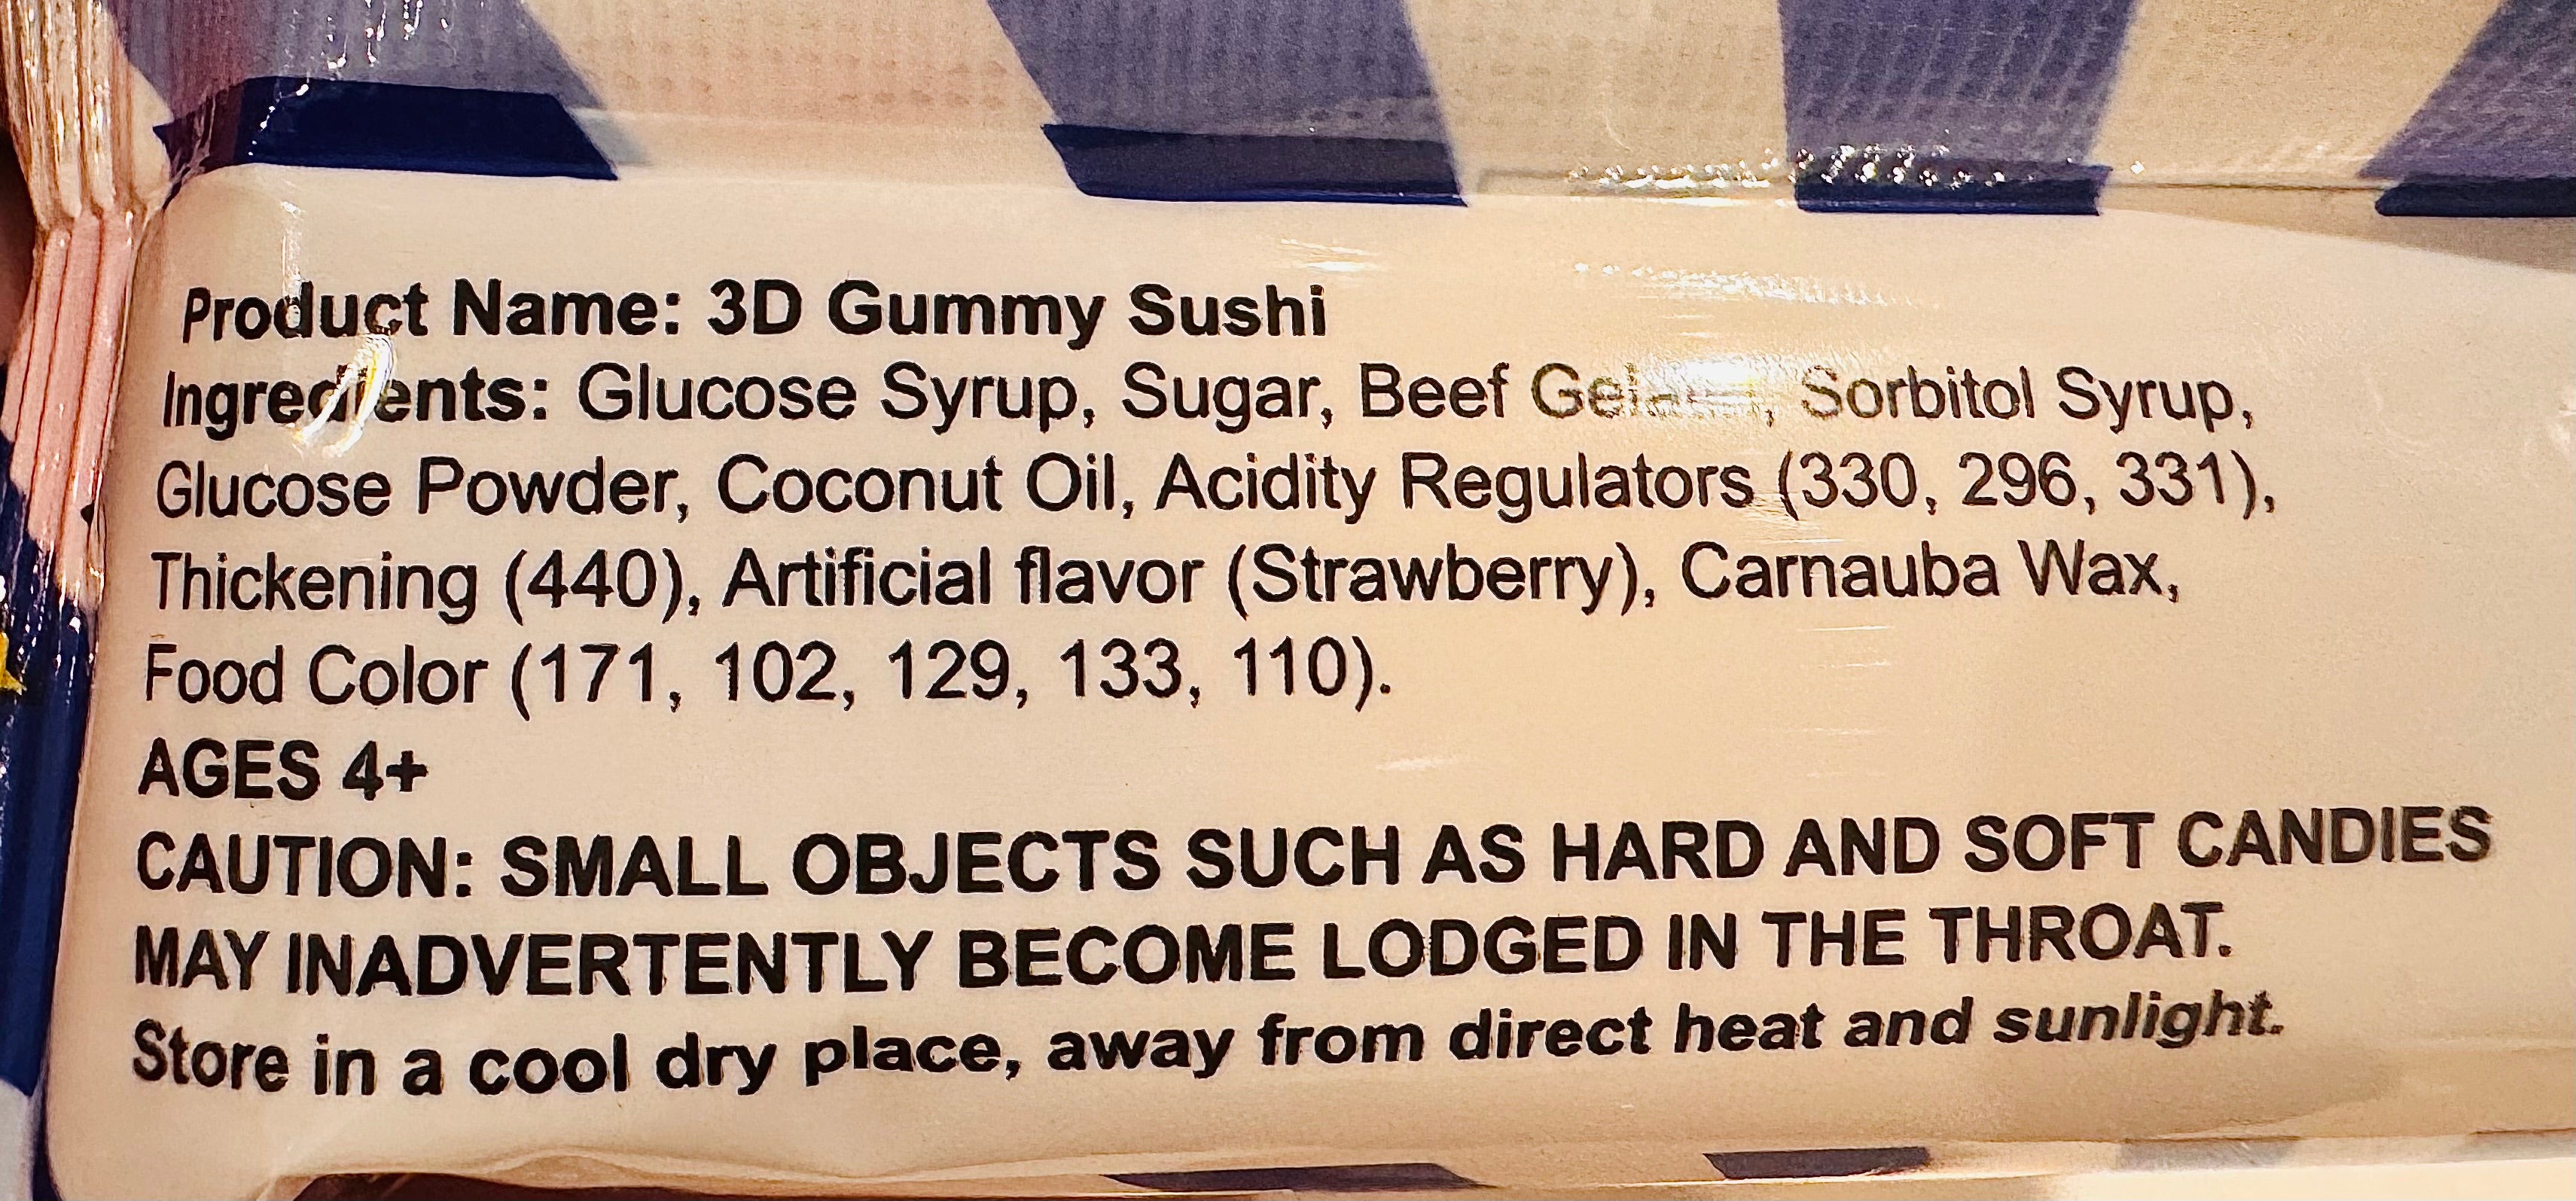 Product Name: 3D Gummy Sushi
Ingredients: Glucose Syrup, Sugar, Beef Sorbitol Syrup,
Glucose Powder, Coconut Oil, Acidity Regulators (330, 296, 331),
Thickening (440), Artificial flavor (Strawberry), Carnauba Wax,
Food Color (171, 102, 129, 133, 110).
AGES 4+
CAUTION: SMALL OBJECTS SUCH AS HARD AND SOFT CANDIES
MAY INADVERTENTLY BECOME LODGED IN THE THROAT.
Store in a cool dry place, away from direct heat and sunlight.